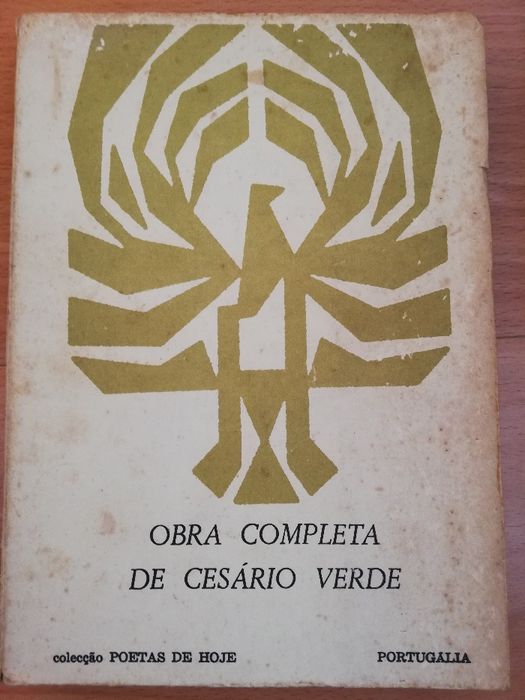 OBRA COMPLETA
DE CESÁRIO VERDE
colecção POETAS DE HOJE PORTUGÁLIA